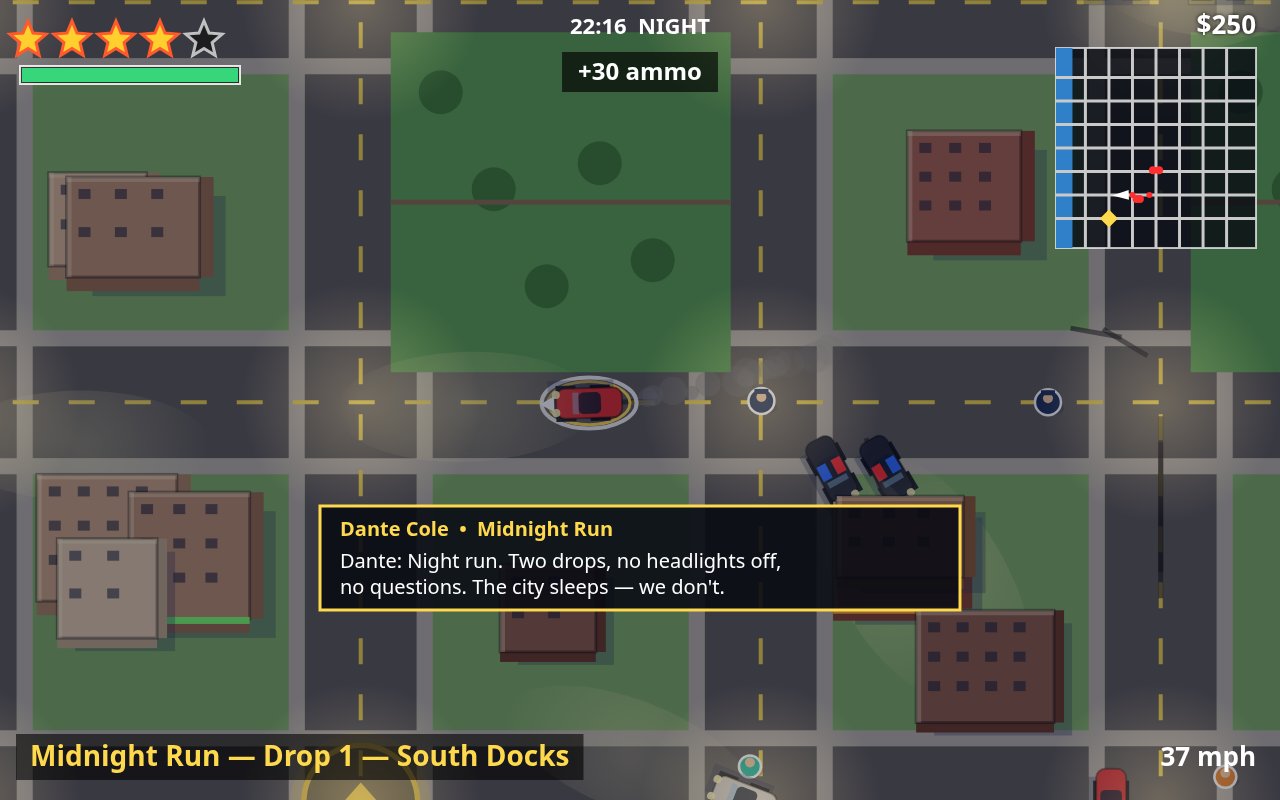 22:16 NIGHT
$250
+30 ammo
Dante Cole • Midnight Run
Dante: Night run. Two drops, no headlights off,
no questions. The city sleeps — we don't.
Midnight Run — Drop 1 — South Docks
37 mph